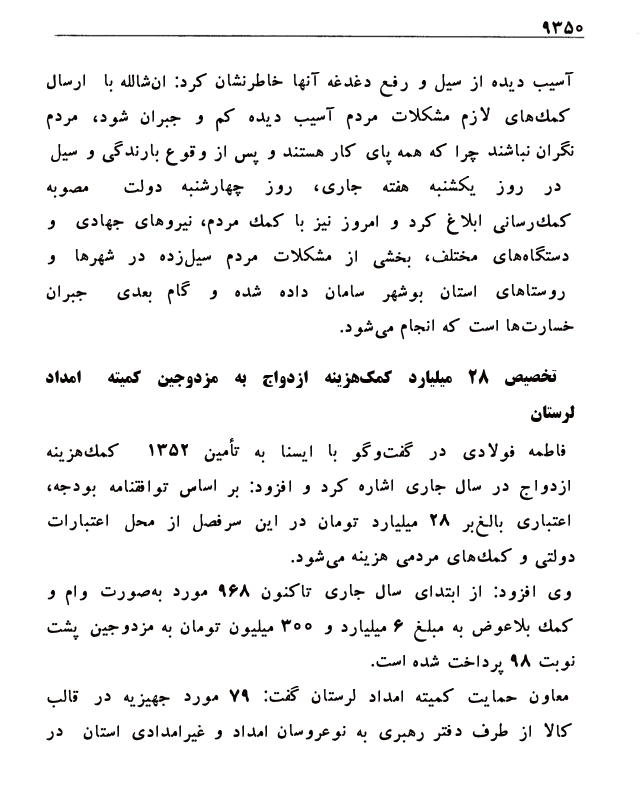 ۹۳۵۰
آسیب دیده از سیل و رفع دغدغه آنها خاطرنشان کرد: ان‌شالله با ارسال
کمک‌های لازم مشکلات مردم آسیب دیده کم و جبران شود، مردم
نگران نباشند چرا که همه پای کار هستند و پس از وقوع بارندگی و سیل
در روز یکشنبه هفته جاری، روز چهارشنبه دولت مصوبه
کمک‌رسانی ابلاغ کرد و امروز نیز با کمک مردم، نیروهای جهادی و
دستگاه‌های مختلف، بخشی از مشکلات مردم سیل‌زده در شهرها و
روستاهای استان بوشهر سامان داده شده و گام بعدی جبران
خسارت‌ها است که انجام می‌شود.
تخصیص ۲۸ میلیارد کمک‌هزینه ازدواج به مزدوجین کمیته امداد
لرستان
فاطمه فولادی در گفت‌وگو با ایسنا به تأمین ۱۳۵۲ کمک‌هزینه
ازدواج در سال جاری اشاره کرد و افزود: بر اساس توافقنامه بودجه،
اعتباری بالغ‌بر ۲۸ میلیارد تومان در این سرفصل از محل اعتبارات
دولتی و کمک‌های مردمی هزینه می‌شود.
وی افزود: از ابتدای سال جاری تاکنون ۹۶۸ مورد به‌صورت وام و
کمک بلاعوض به مبلغ ۶ میلیارد و ۳۰۰ میلیون تومان به مزدوجین پشت
نوبت ۹۸ پرداخت شده است.
معاون حمایت کمیته امداد لرستان گفت: ۷۹ مورد جهیزیه در قالب
کالا از طرف دفتر رهبری به نوعروسان امداد و غیرامدادی استان در